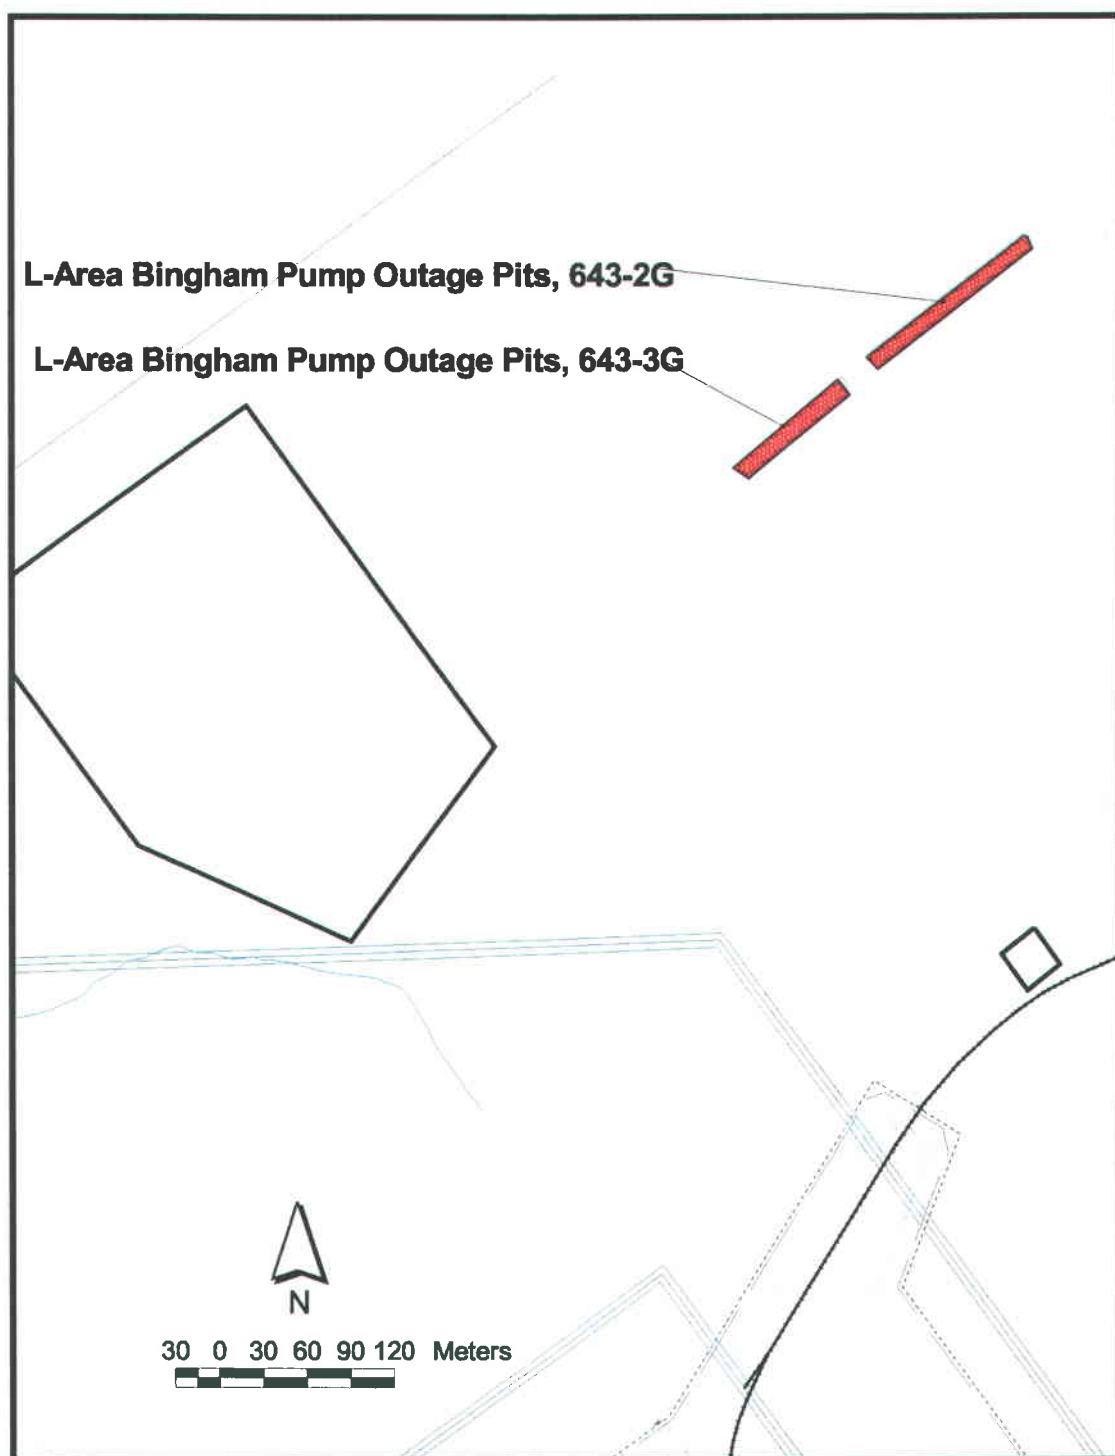 L-Area Bingham Pump Outage Pits, 643-2G
L-Area Bingham Pump Outage Pits, 643-3G
N
30 0 30 60 90 120 Meters